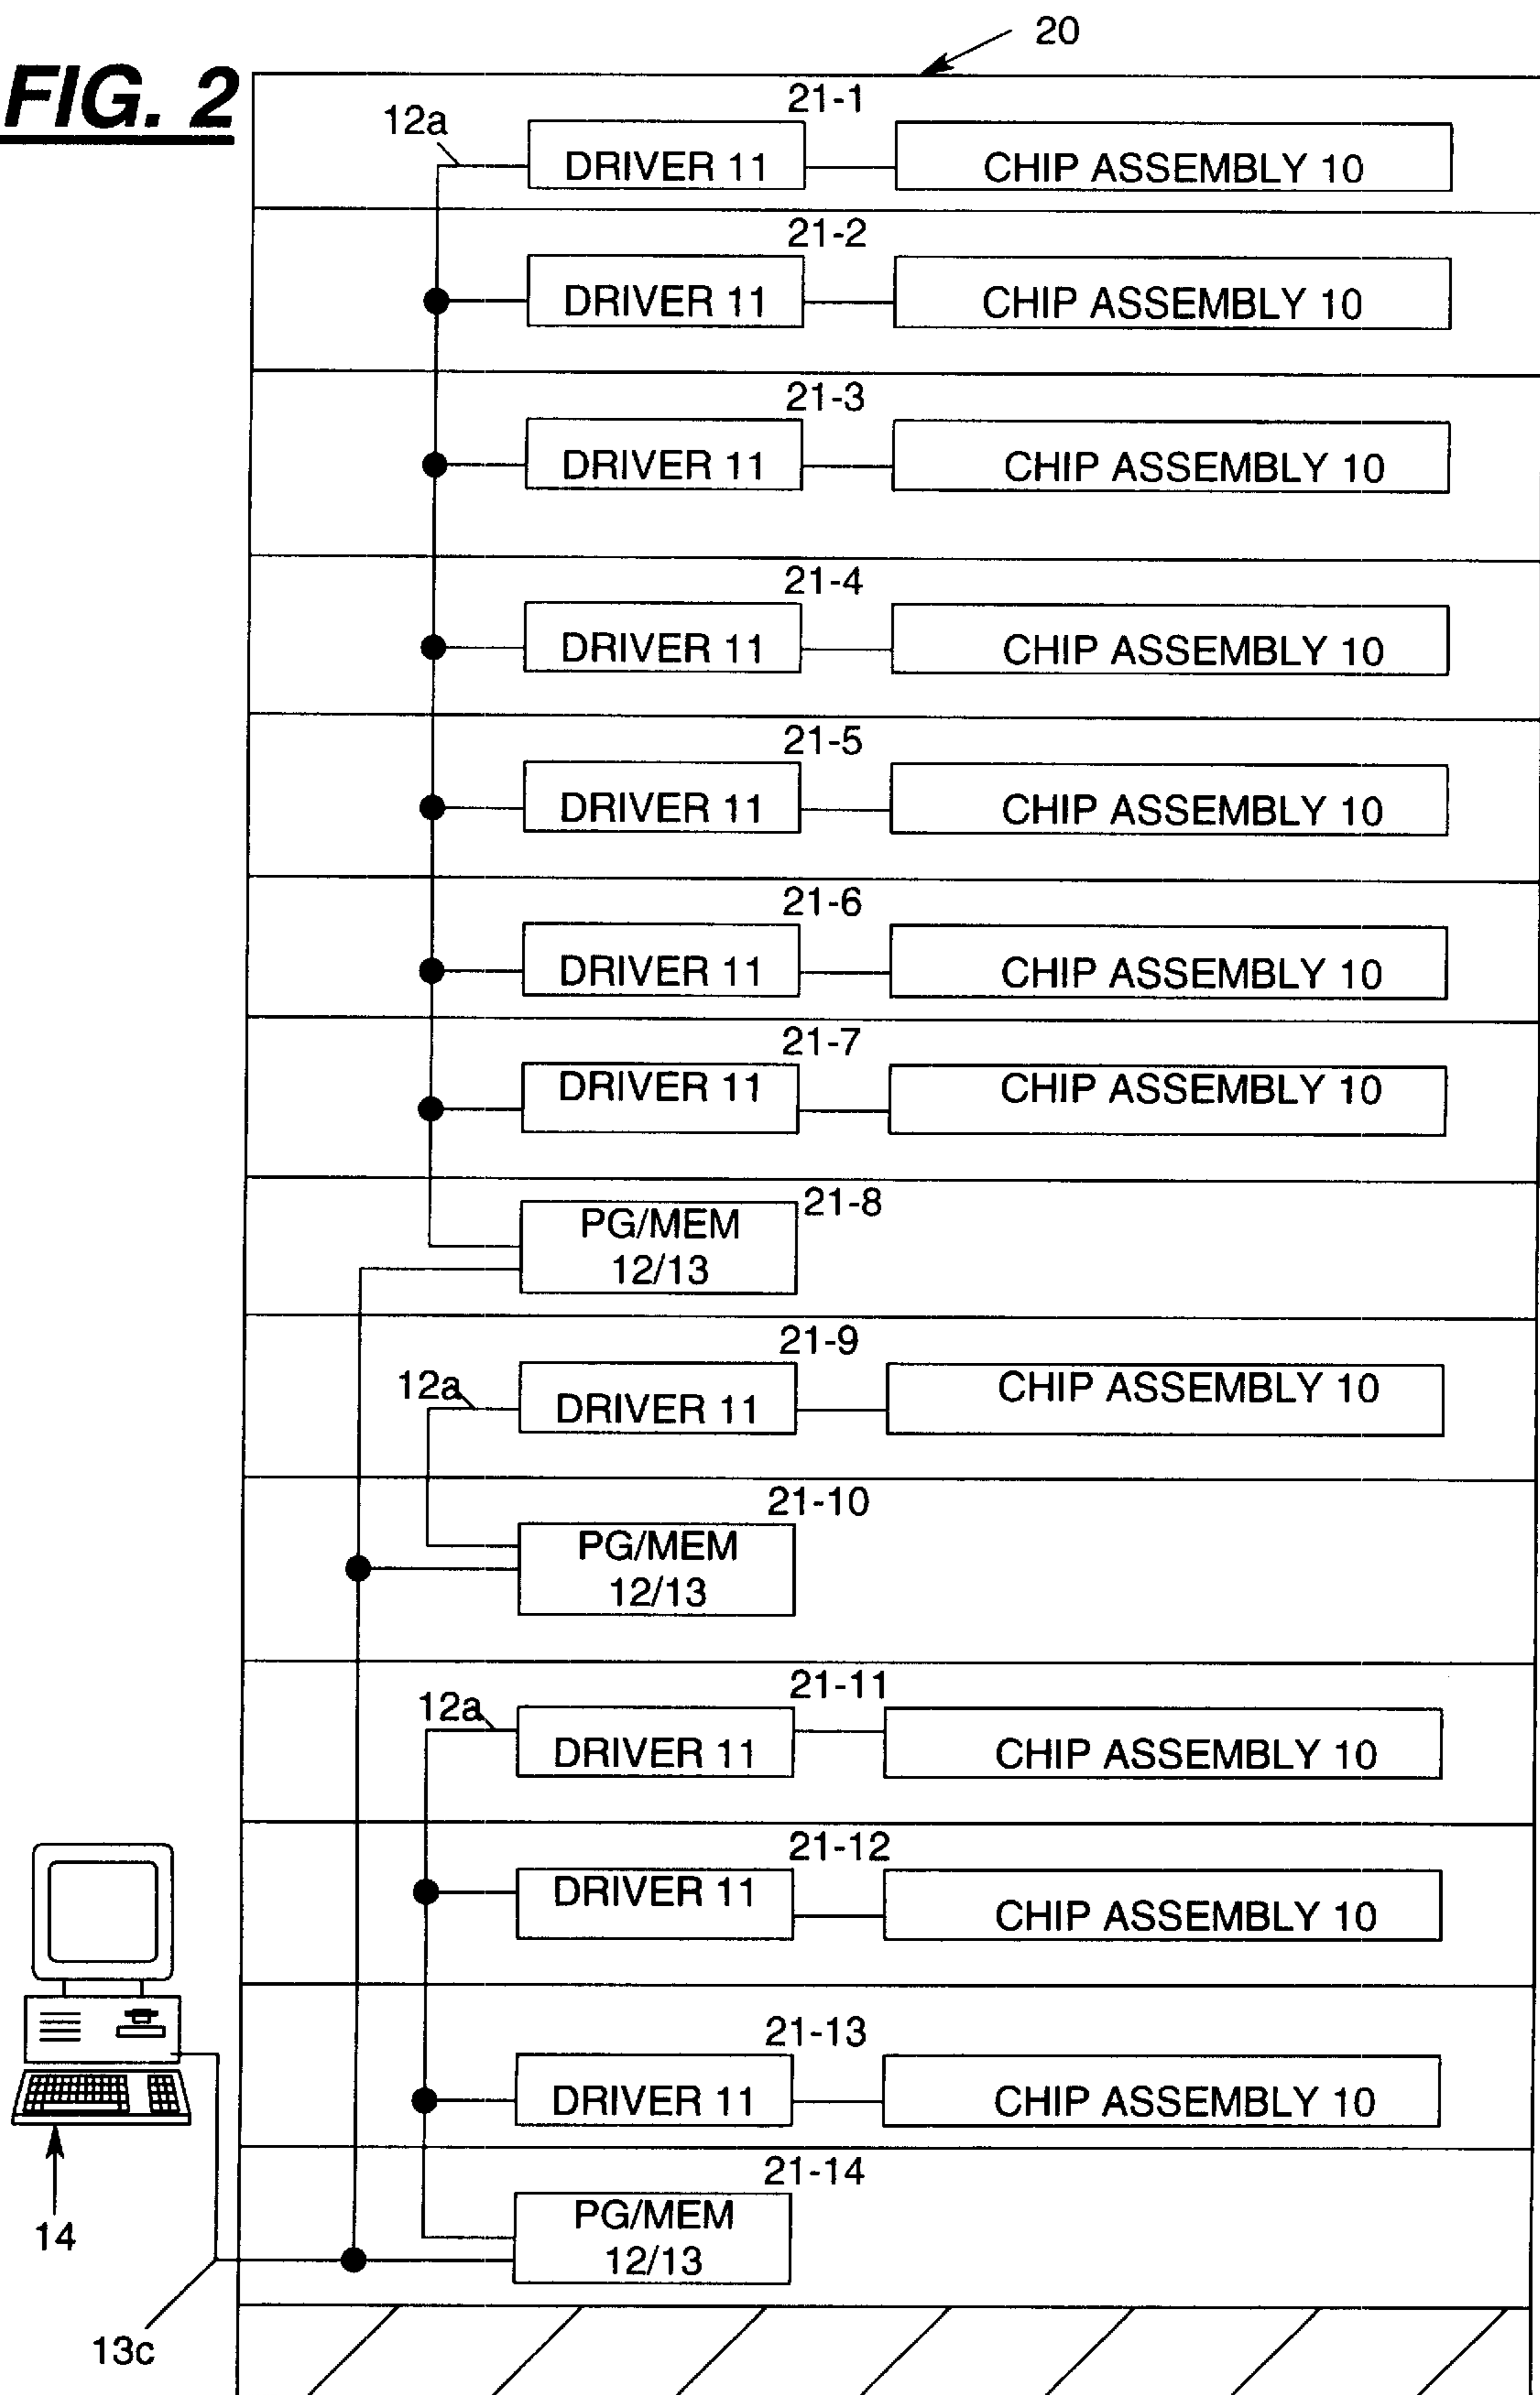 20
FIG. 2
21-1
12a
DRIVER 11 CHIP ASSEMBLY 10
21-2
DRIVER 11 CHIP ASSEMBLY 10
21-3
DRIVER 11 CHIP ASSEMBLY 10
21-4
DRIVER 11 CHIP ASSEMBLY 10
21-5
DRIVER 11 CHIP ASSEMBLY 10
21-6
DRIVER 11 CHIP ASSEMBLY 10
21-7
DRIVER 11 CHIP ASSEMBLY 10
21-8
PG/MEM
12/13
21-9
12a
DRIVER 11 CHIP ASSEMBLY 10
21-10
PG/MEM
12/13
21-11
12a
DRIVER 11 CHIP ASSEMBLY 10
21-12
DRIVER 11 CHIP ASSEMBLY 10
21-13
DRIVER 11 CHIP ASSEMBLY 10
21-14
PG/MEM
12/13
14
13c